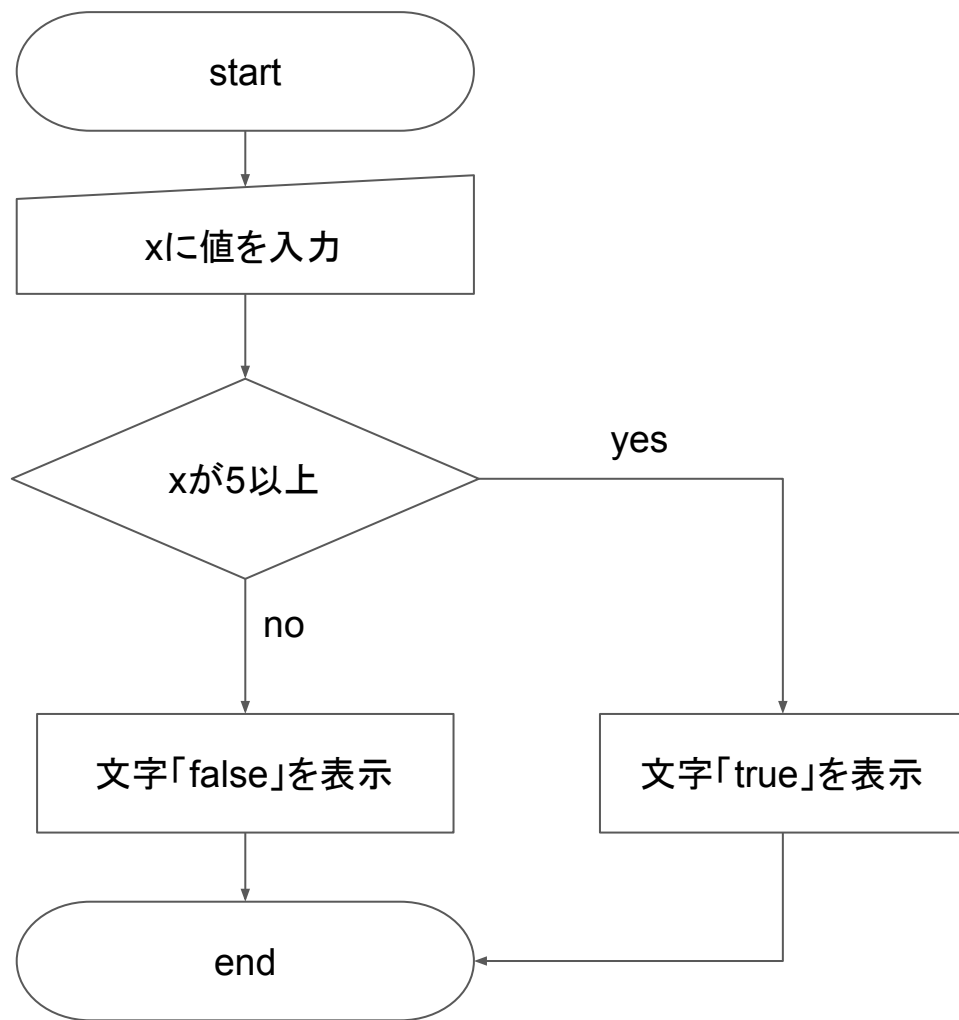 start
xに値を入力
xが5以上
yes
no
文字「false」を表示
文字「true」を表示
end